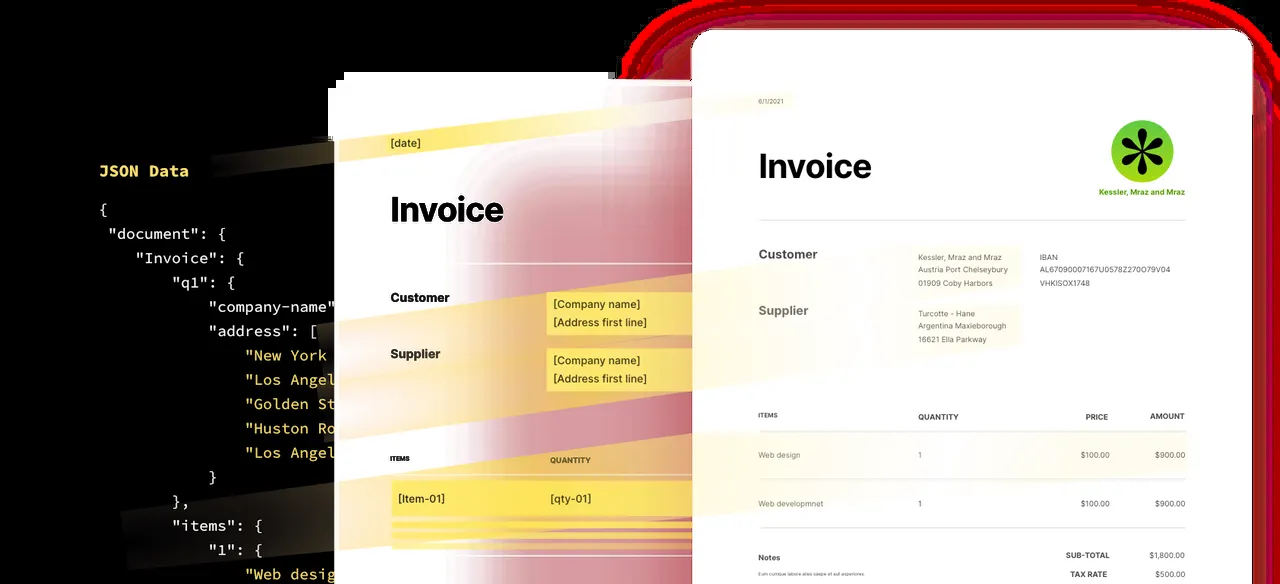 JSON Data
{
"document": {
"Invoice": {
"q1": {
"company-name"
"address": [
"New York
"Los Angel
"Golden St
"Huston Ro
"Los Angel
}
},
"items": {
"1": {
"Web desig
[date]
Invoice
Customer
[Company name]
[Address first line]
Supplier
[Company name]
[Address first line]
ITEMS QUANTITY
[Item-01] [qty-01]
6/1/2021
Invoice
Kessler, Mraz and Mraz
Customer
Kessler, Mraz and Mraz
Austria Port Chelseybury
01909 Coby Harbors
IBAN
AL67090007167U0578Z270O79V04
VHKISOX1748
Supplier
Turcotte - Hane
Argentina Maxieborough
16621 Ella Parkway
ITEMS QUANTITY PRICE AMOUNT
Web design 1 $100.00 $900.00
Web developmnet 1 $100.00 $900.00
Notes
Eum cumque labore alias saepe et aut asperiores.
SUB-TOTAL $1,800.00
TAX RATE $500.00